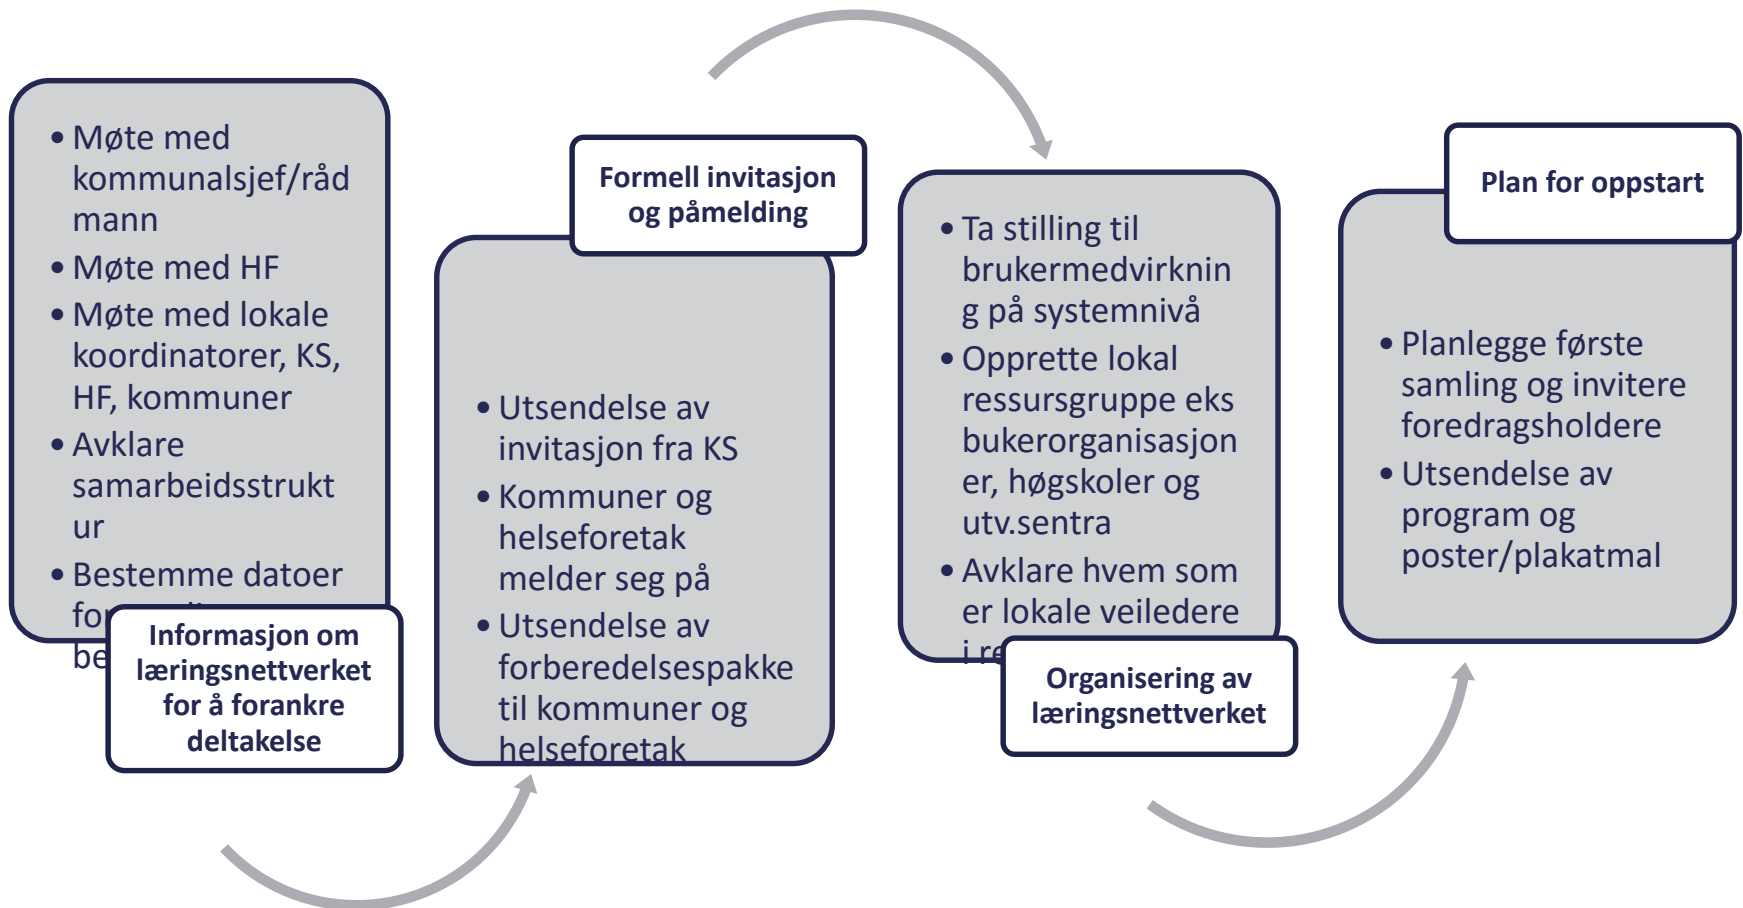 • Møte med
kommunalsjef/råd
mann
• Møte med HF
• Møte med lokale
koordinatorer, KS,
HF, kommuner
• Avklare
samarbeidsstrukt
ur
• Bestemme datoer
Informasjon om
læringsnettverket
for å forankre
deltakelse
Formell invitasjon
og påmelding
• Utsendelse av
invitasjon fra KS
• Kommuner og
helseforetak
melder seg på
• Utsendelse av
forberedelsespakke
til kommuner og
helseforetak
• Ta stilling til
brukermedvirknin
g på systemnivå
• Opprette lokal
ressursgruppe eks
bukerorganisasjon
er, høgskoler og
utv.sentra
• Avklare hvem som
er lokale veiledere
i
Organisering av
læringsnettverket
Plan for oppstart
• Planlegge første
samling og invitere
foredragsholdere
• Utsendelse av
program og
poster/plakatmal